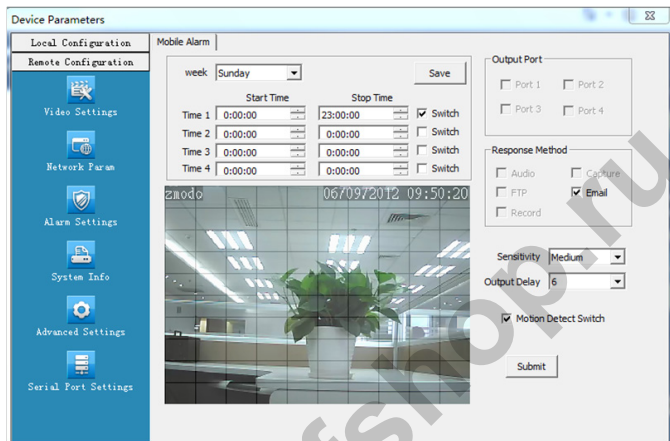 Device Parameters
Local Configuration
Remote Configuration
Video Settings
Network Param
Alarm Settings
System Info
Advanced Settings
Serial Port Settings
Mobile Alarm
week Sunday Save
Start Time Stop Time
Time 1 0:00:00 23:00:00 Switch
Time 2 0:00:00 0:00:00 Switch
Time 3 0:00:00 0:00:00 Switch
Time 4 0:00:00 0:00:00 Switch
zmodo 06/09/2012 09:50:20
Output Port
Port 1 Port 2
Port 3 Port 4
Response Method
Audio Capture
FTP Email
Record
Sensitivity Medium
Output Delay 6
Motion Detect Switch
Submit
fshop.ru